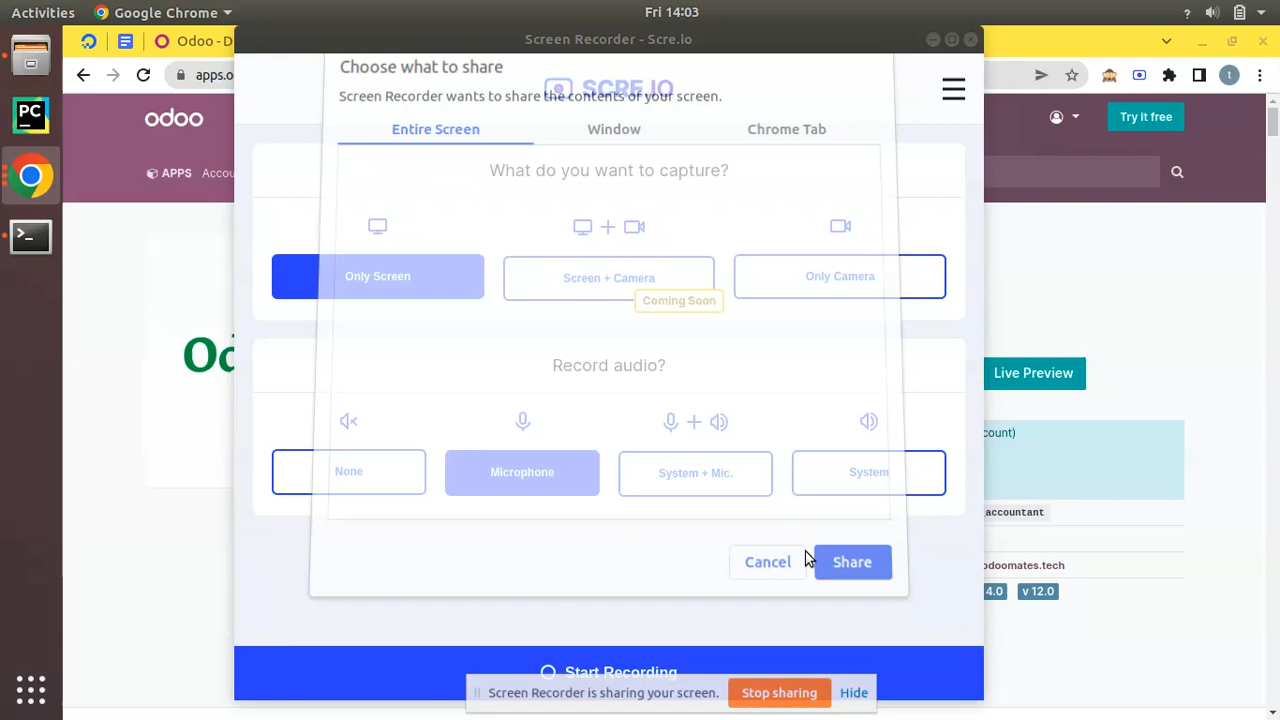 Activities
Google Chrome
Fri 14:03
Odoo - D
Screen Recorder - Scre.io
apps.o
t
Choose what to share
SCRE.IO
Screen Recorder wants to share the contents of your screen.
odoo
Try it free
Entire Screen
Window
Chrome Tab
APPS
Accou
What do you want to capture?
Only Screen
Screen + Camera
Only Camera
Coming Soon
Od
Record audio?
Live Preview
count)
None
Microphone
System + Mic.
System
_accountant
Cancel
Share
odoomates.tech
4.0
v 12.0
Start Recording
Screen Recorder is sharing your screen.
Stop sharing
Hide
PC